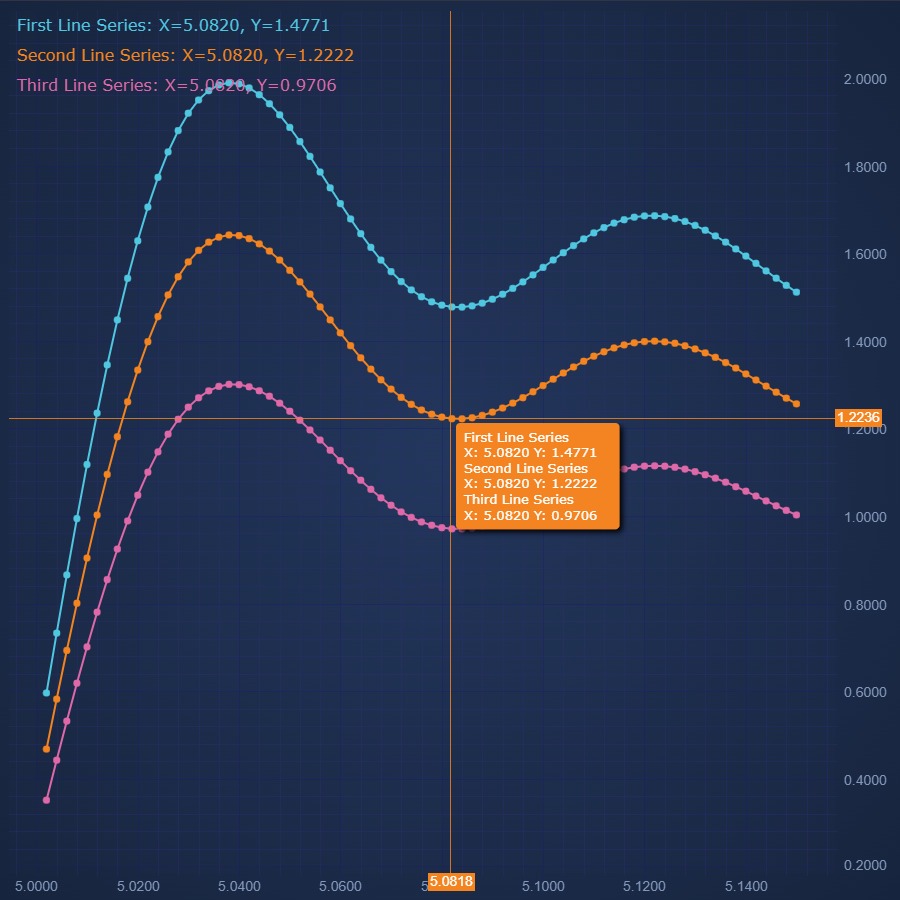 First Line Series: X=5.0820, Y=1.4771
Second Line Series: X=5.0820, Y=1.2222
Third Line Series: X=5.0820, Y=0.9706
2.0000
1.8000
1.6000
1.4000
1.2236
1.2000
First Line Series
X: 5.0820 Y: 1.4771
Second Line Series
X: 5.0820 Y: 1.2222
Third Line Series
X: 5.0820 Y: 0.9706
1.0000
0.8000
0.6000
0.4000
0.2000
5.0000 5.0200 5.0400 5.0600 5.0818 5.1000 5.1200 5.1400